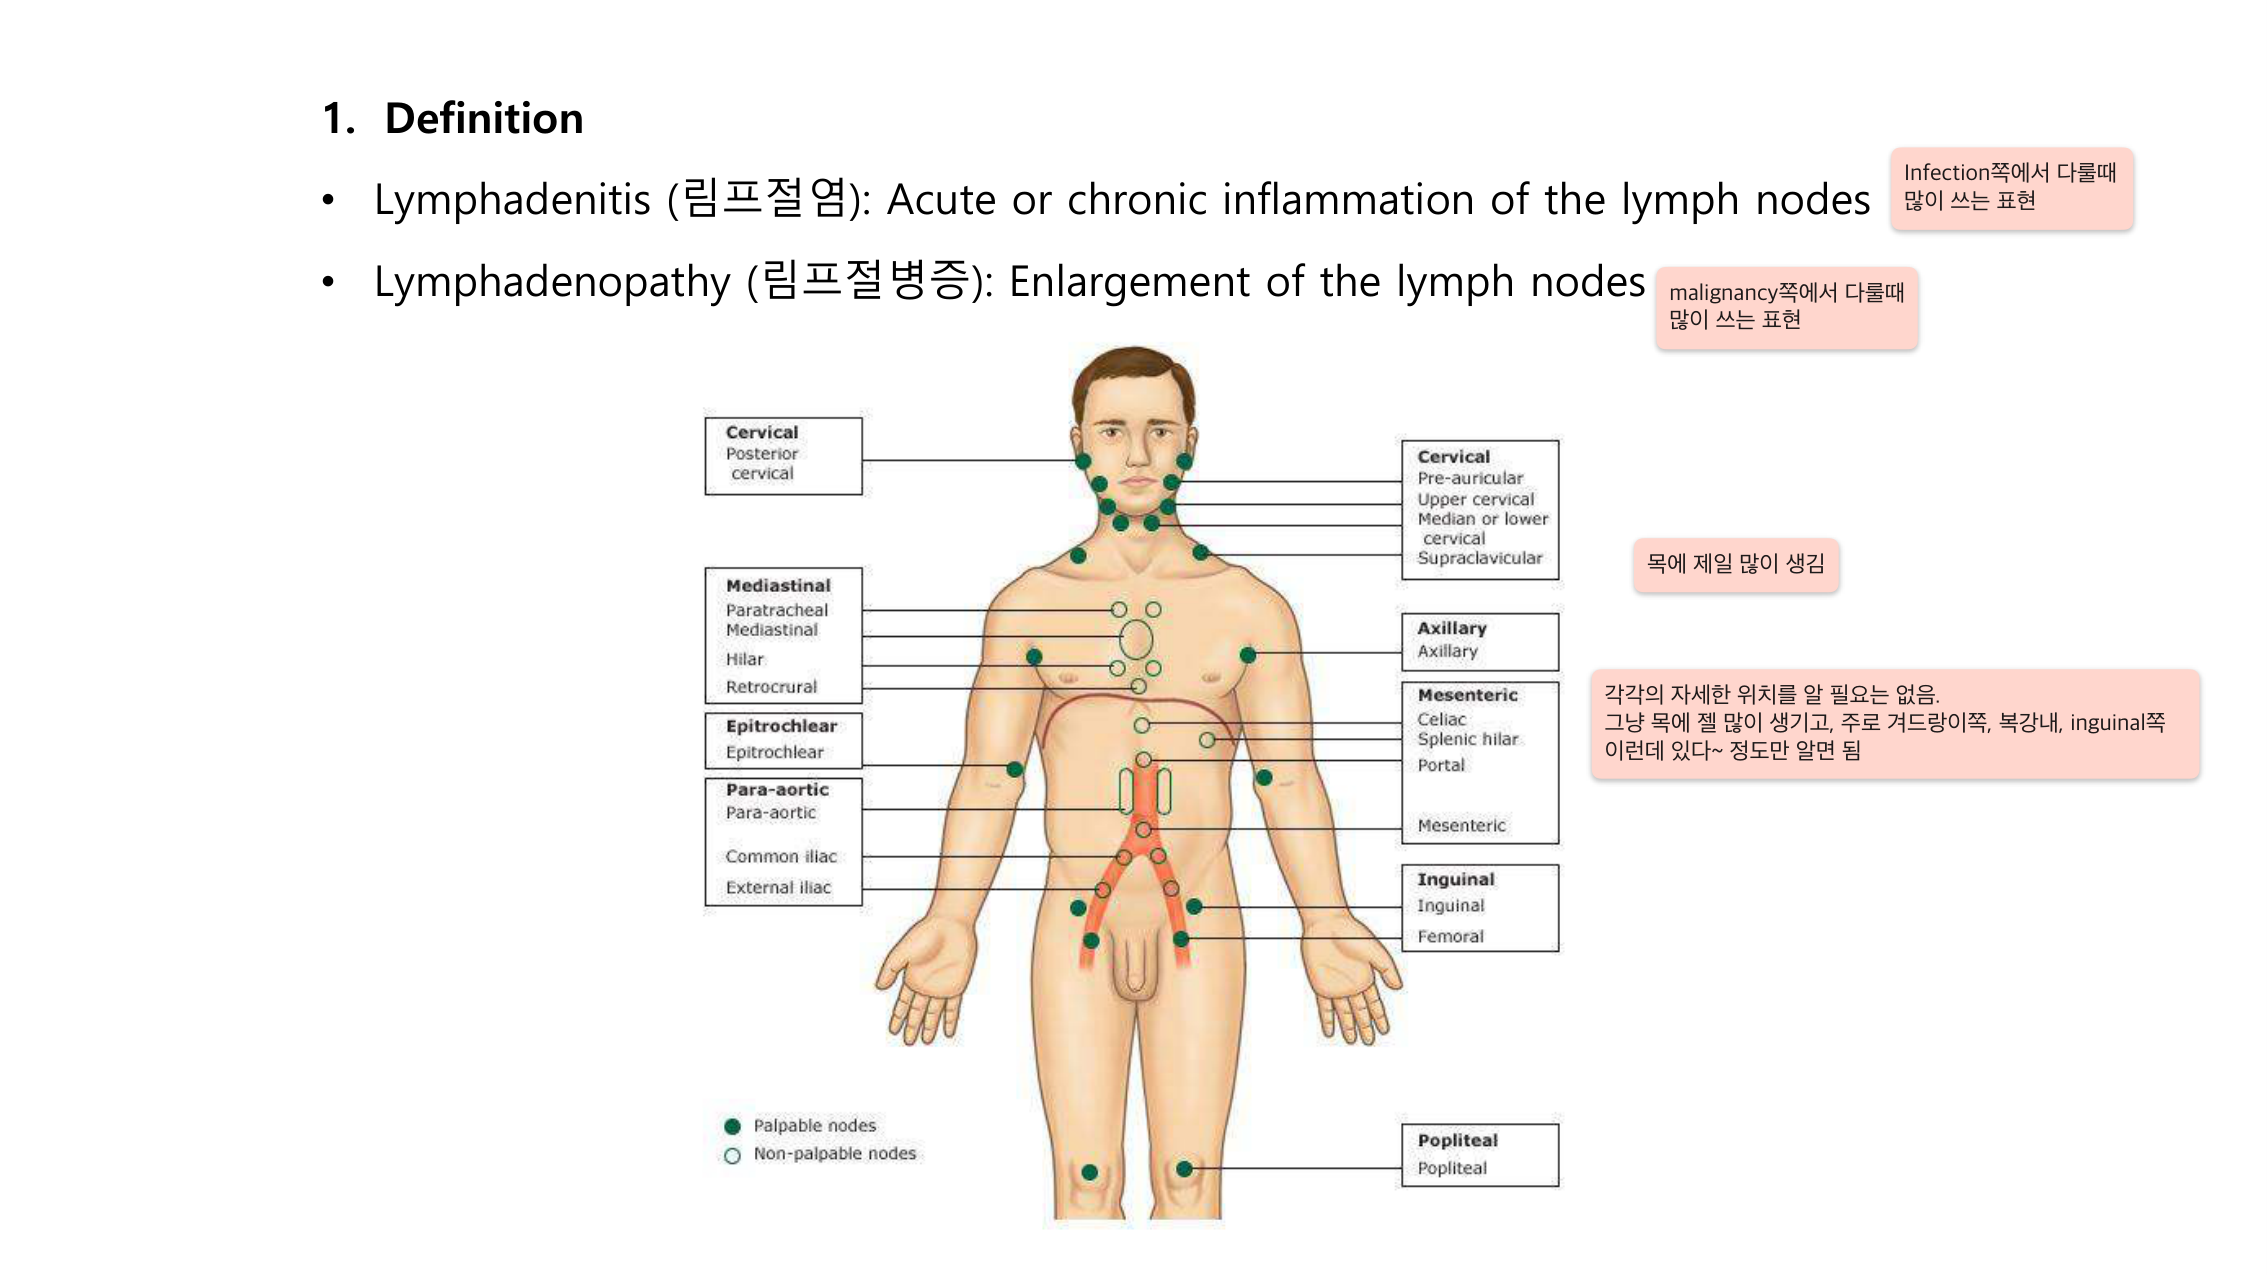 1. Definition
• Lymphadenitis (림프절염): Acute or chronic inflammation of the lymph nodes
Infection쪽에서 다룰때
많이 쓰는 표현
• Lymphadenopathy (림프절병증): Enlargement of the lymph nodes
malignancy쪽에서 다룰때
많이 쓰는 표현
Cervical
Posterior
cervical
Mediastinal
Paratracheal
Mediastinal
Hilar
Retrocrural
Epitrochlear
Epitrochlear
Para-aortic
Para-aortic
Common iliac
External iliac
Cervical
Pre-auricular
Upper cervical
Median or lower
cervical
Supraclavicular
Axillary
Axillary
Mesenteric
Celiac
Splenic hilar
Portal
Mesenteric
Inguinal
Inguinal
Femoral
Popliteal
Popliteal
Palpable nodes
Non-palpable nodes
목에 제일 많이 생김
각각의 자세한 위치를 알 필요는 없음.
그냥 목에 젤 많이 생기고, 주로 겨드랑이쪽, 복강내, inguinal쪽
이런데 있다~ 정도만 알면 됨